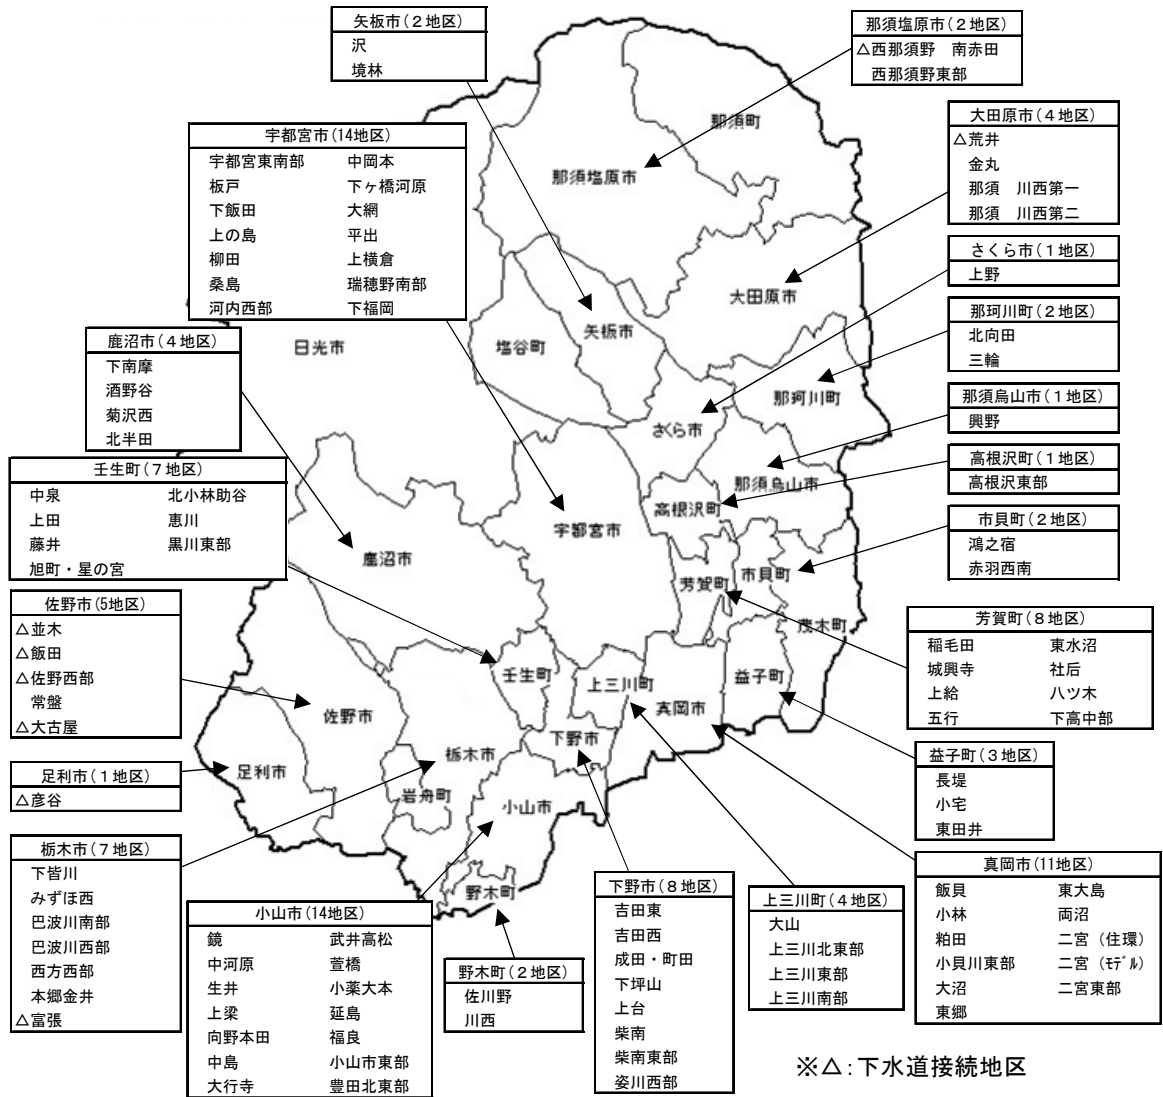 矢板市(2地区)
沢
境林
那須塩原市(2地区)
△西那須野 南赤田
西那須野東部
宇都宮市(14地区)
宇都宮東南部 中岡本
板戸 下ヶ橋河原
下飯田 大網
上の島 平出
柳田 上横倉
桑島 瑞穂野南部
河内西部 下福岡
大田原市(4地区)
△荒井
金丸
那須 川西第一
那須 川西第二
さくら市(1地区)
上野
那珂川町(2地区)
北向田
三輪
那須烏山市(1地区)
興野
高根沢町(1地区)
高根沢東部
市貝町(2地区)
鴻之宿
赤羽西南
鹿沼市(4地区)
下南摩
酒野谷
菊沢西
北半田
壬生町(7地区)
中泉 北小林助谷
上田 恵川
藤井 黒川東部
旭町・星の宮
佐野市(5地区)
△並木
△飯田
△佐野西部
常盤
△大古屋
足利市(1地区)
△彦谷
栃木市(7地区)
下皆川
みずほ西
巴波川南部
巴波川西部
西方西部
本郷金井
△富張
芳賀町(8地区)
稲毛田 東水沼
城興寺 社后
上給 八ツ木
五行 下高中部
益子町(3地区)
長堤
小宅
東田井
真岡市(11地区)
飯貝 東大島
小林 両沼
粕田 二宮(住環)
小貝川東部 二宮(モデル)
大沼 二宮東部
東郷
小山市(14地区)
鏡 武井高松
中河原 萱橋
生井 小薬大本
上梁 延島
向野本田 福良
中島 小山市東部
大行寺 豊田北東部
野木町(2地区)
佐川野
川西
下野市(8地区)
吉田東
吉田西
成田・町田
下坪山
上台
柴南
柴南東部
姿川西部
上三川町(4地区)
大山
上三川北東部
上三川東部
上三川南部
那須町
那須塩原市
大田原市
矢板市
塩谷町
日光市
那珂川町
さくら市
那須烏山市
高根沢町
宇都宮市
鹿沼市
芳賀町
市貝町
茂木町
壬生町
上三川町
益子町
真岡市
佐野市
下野市
栃木市
足利市
岩舟町
小山市
野木町
※△:下水道接続地区